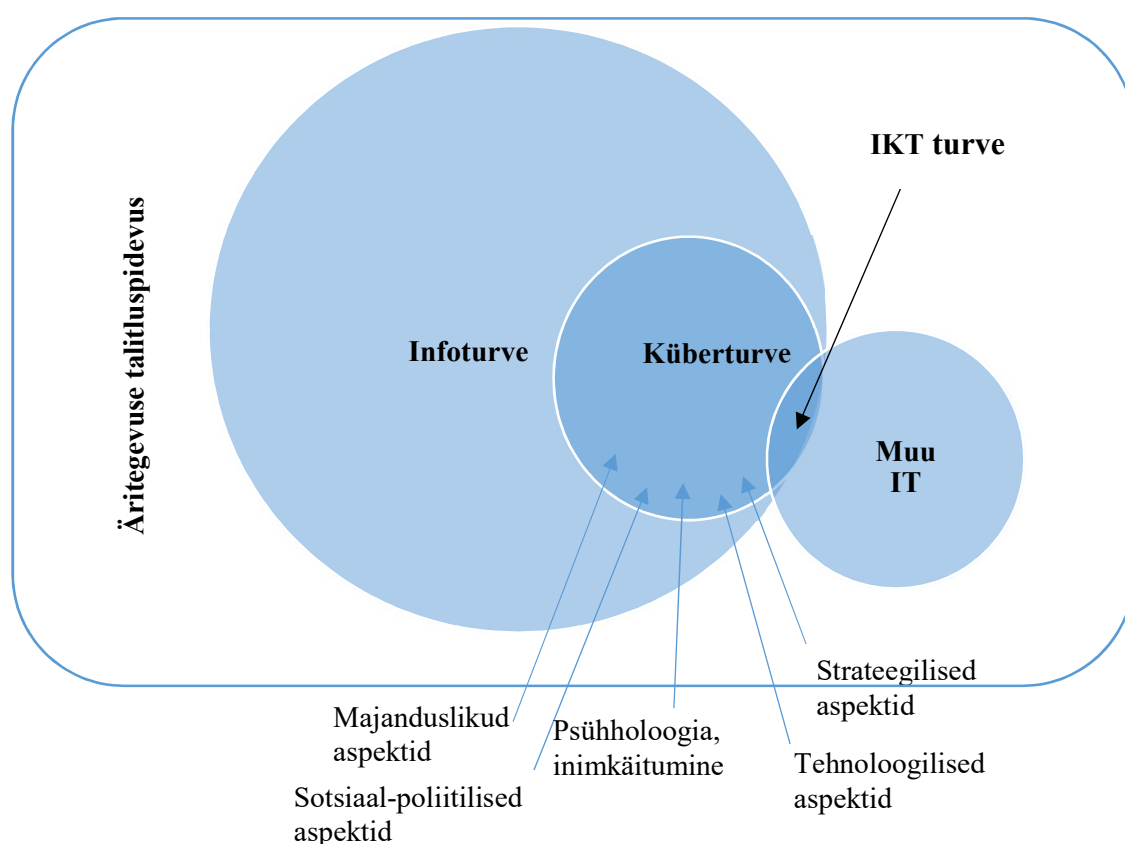 IKT turve
Äritegevuse talitluspidevus
Infoturve
Küberturve
Muu
IT
Strateegilised
aspektid
Majanduslikud
aspektid
Psühholoogia,
inimkäitumine
Tehnoloogilised
aspektid
Sotsiaal-poliitilised
aspektid